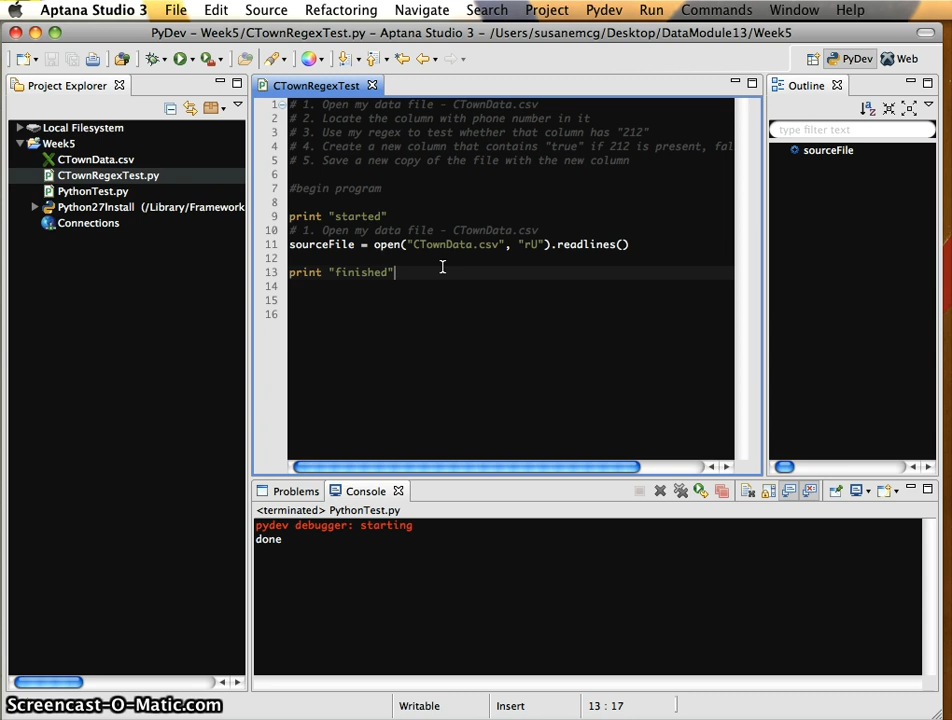 Aptana Studio 3 File Edit Source Refactoring Navigate Search Project Pydev Run Commands Window Help
PyDev - Week5/CTownRegexTest.py - Aptana Studio 3 - /Users/susanemcg/Desktop/DataModule13/Week5
PyDev Web
Project Explorer
Local Filesystem
Week5
CTownData.csv
CTownRegexTest.py
PythonTest.py
Python27Install (/Library/Framework
Connections
CTownRegexTest
1 # 1. Open my data file - CTownData.csv
2 # 2. Locate the column with phone number in it
3 # 3. Use my regex to test whether that column has "212"
4 # 4. Create a new column that contains "true" if 212 is present, fal
5 # 5. Save a new copy of the file with the new column
6
7 #begin program
8
9 print "started"
10 # 1. Open my data file - CTownData.csv
11 sourceFile = open("CTownData.csv", "rU").readlines()
12
13 print "finished"
14
15
16
Outline
type filter text
sourceFile
Problems Console
<terminated> PythonTest.py
pydev debugger: starting
done
Writable Insert 13 : 17
Screencast-O-Matic.com